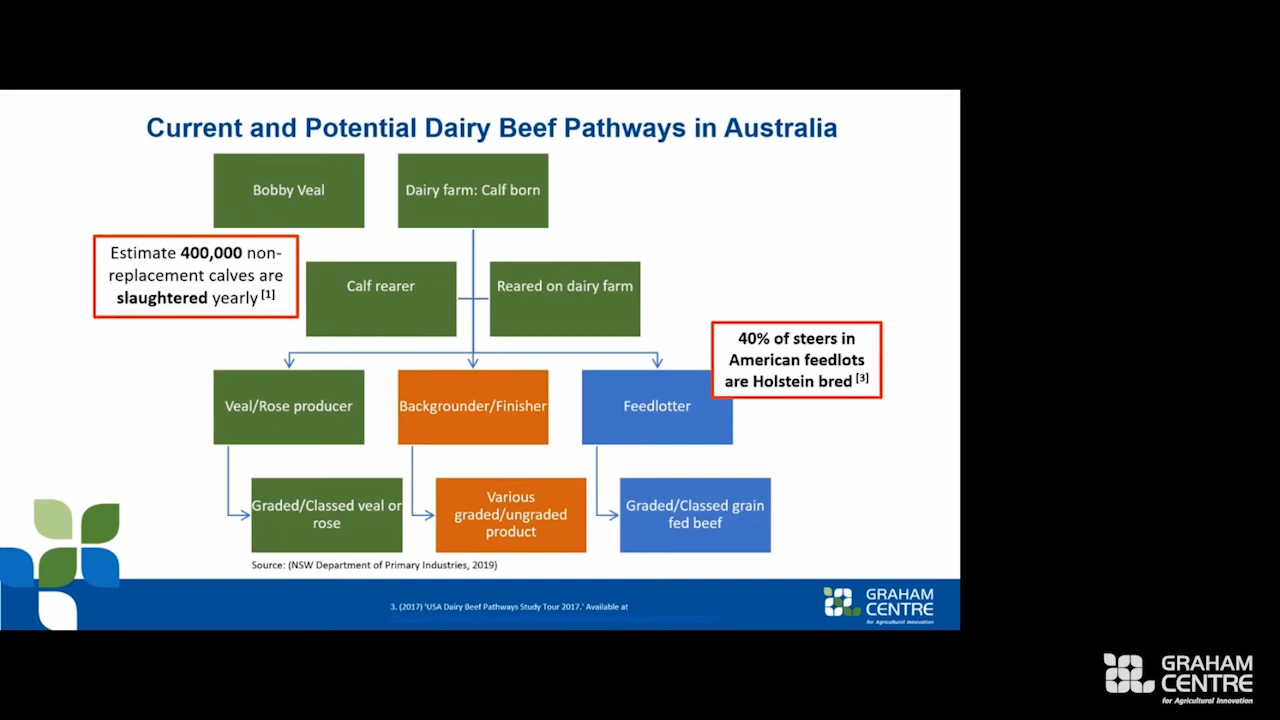 Current and Potential Dairy Beef Pathways in Australia
Bobby Veal
Dairy farm: Calf born
Estimate 400,000 non-
replacement calves are
slaughtered yearly [1]
Calf rearer
Reared on dairy farm
40% of steers in
American feedlots
are Holstein bred [3]
Veal/Rose producer
Backgrounder/Finisher
Feedlotter
Graded/Classed veal or
rose
Various
graded/ungraded
product
Graded/Classed grain
fed beef
Source: (NSW Department of Primary Industries, 2019)
3. (2017) 'USA Dairy Beef Pathways Study Tour 2017.' Available at
GRAHAM
CENTRE
for Agricultural Innovation
GRAHAM
CENTRE
for Agricultural Innovation